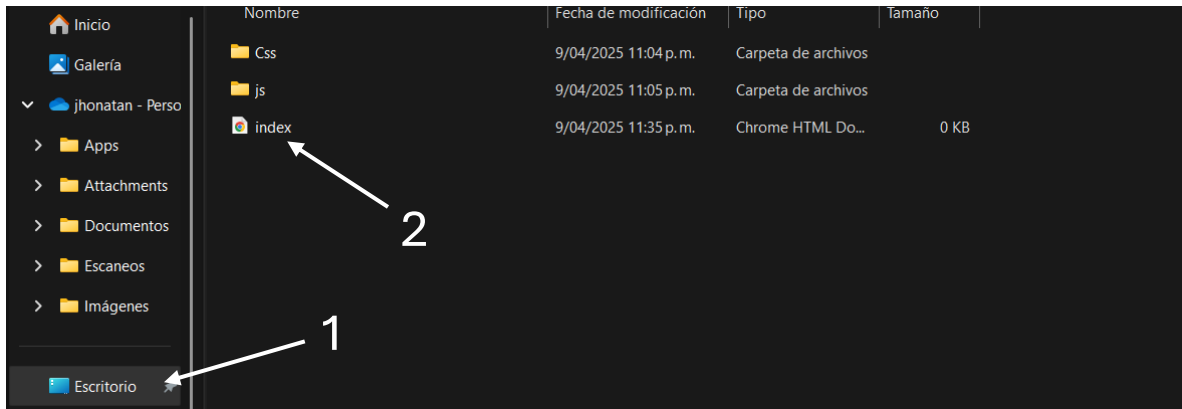 Inicio
Galería
jhonatan - Perso
Apps
Attachments
Documentos
Escaneos
Imágenes
Escritorio
Nombre Fecha de modificación Tipo Tamaño
Css 9/04/2025 11:04 p. m. Carpeta de archivos
js 9/04/2025 11:05 p. m. Carpeta de archivos
index 9/04/2025 11:35 p. m. Chrome HTML Do... 0 KB
2
1